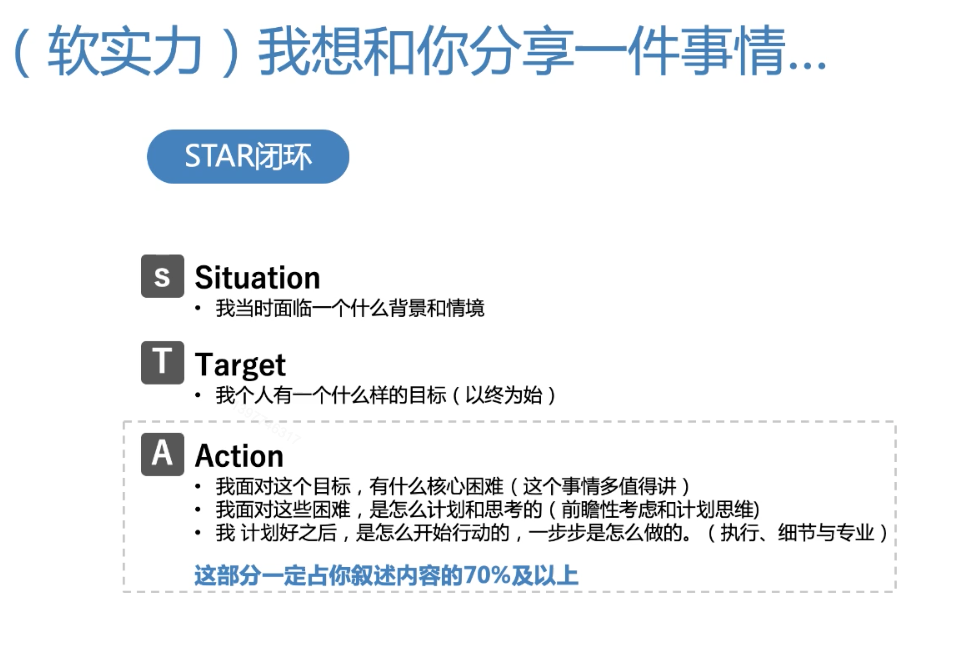 （软实力）我想和你分享一件事情...
STAR闭环
S Situation
• 我当时面临一个什么背景和情境
T Target
• 我个人有一个什么样的目标（以终为始）
A Action
• 我面对这个目标，有什么核心困难（这个事情多值得讲）
• 我面对这些困难，是怎么计划和思考的（前瞻性考虑和计划思维)
• 我 计划好之后，是怎么开始行动的，一步步是怎么做的。（执行、细节与专业）
这部分一定占你叙述内容的70%及以上